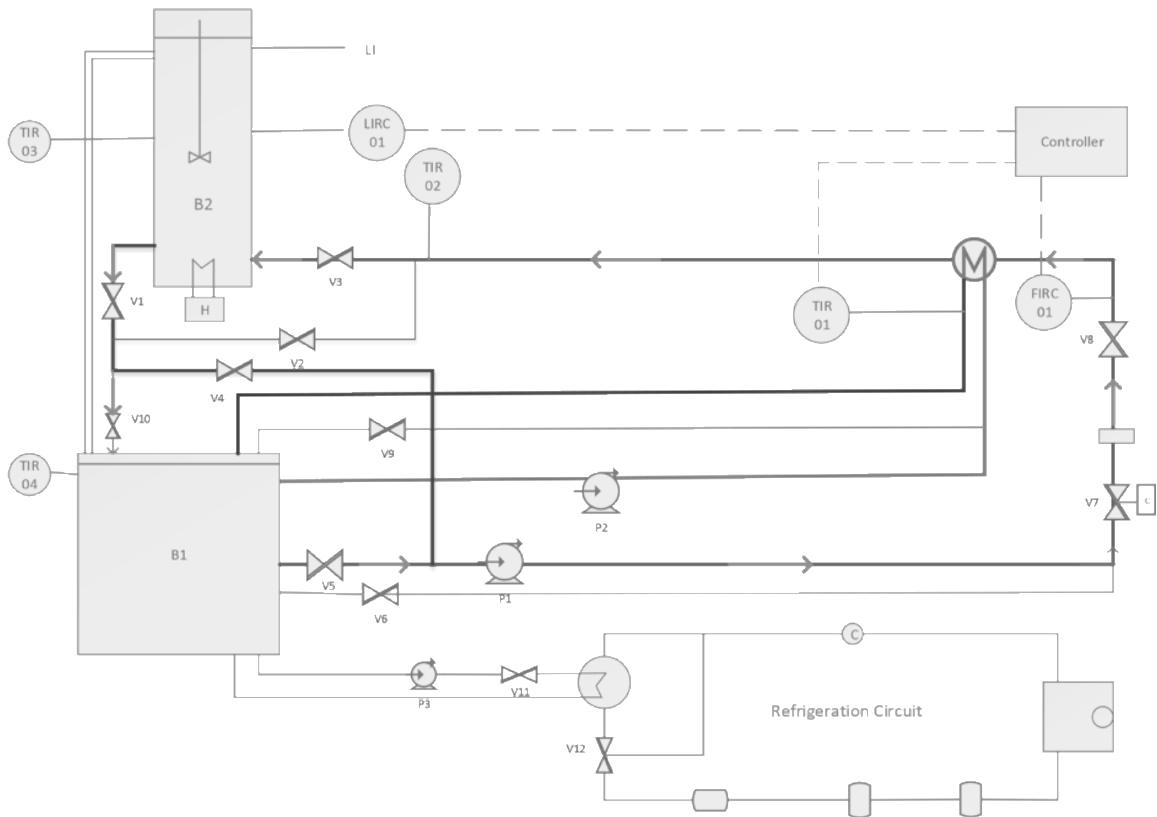 LI
TIR
03
LIRC
01
Controller
TIR
02
B2
V3
V1
H
TIR
01
FIRC
01
V8
V2
V4
V10
V9
TIR
04
V7
c
P2
B1
V5
P1
V6
C
P3
V11
Refrigeration Circuit
V12